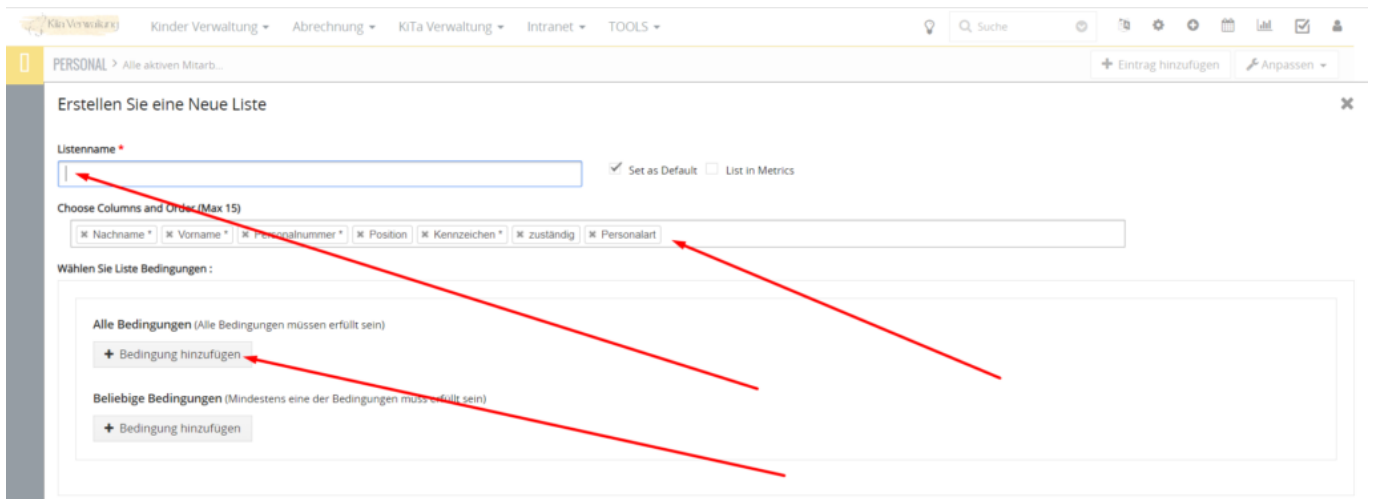 Kita Verwaltung Kinder Verwaltung Abrechnung KiTa Verwaltung Intranet TOOLS Suche
PERSONAL > Alle aktiven Mitarb... + Eintrag hinzufügen Anpassen
Erstellen Sie eine Neue Liste
Listenname *
Set as Default List in Metrics
Choose Columns and Order (Max 15)
Nachname * Vorname * Personalnummer * Position Kennzeichen * zuständig Personalart
Wählen Sie Liste Bedingungen :
Alle Bedingungen (Alle Bedingungen müssen erfüllt sein)
+ Bedingung hinzufügen
Beliebige Bedingungen (Mindestens eine der Bedingungen muss erfüllt sein)
+ Bedingung hinzufügen